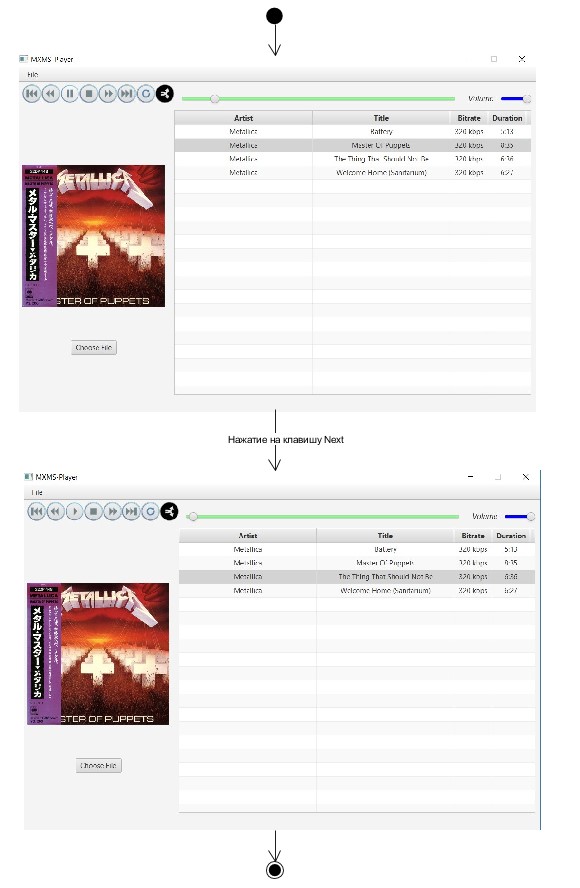 MXMS-Player
File
Volume
Artist Title Bitrate Duration
Metallica Battery 320 kbps 5:13
Metallica Master Of Puppets 320 kbps 8:35
Metallica The Thing That Should Not Be 320 kbps 6:36
Metallica Welcome Home (Sanitarium) 320 kbps 6:27
METALLICA
メタル・マスター メタリカ
STER OF PUPPETS
Choose File
Нажатие на клавишу Next
MXMS-Player
File
Volume
Artist Title Bitrate Duration
Metallica Battery 320 kbps 5:13
Metallica Master Of Puppets 320 kbps 8:35
Metallica The Thing That Should Not Be 320 kbps 6:36
Metallica Welcome Home (Sanitarium) 320 kbps 6:27
METALLICA
メタル・マスター メタリカ
STER OF PUPPETS
Choose File